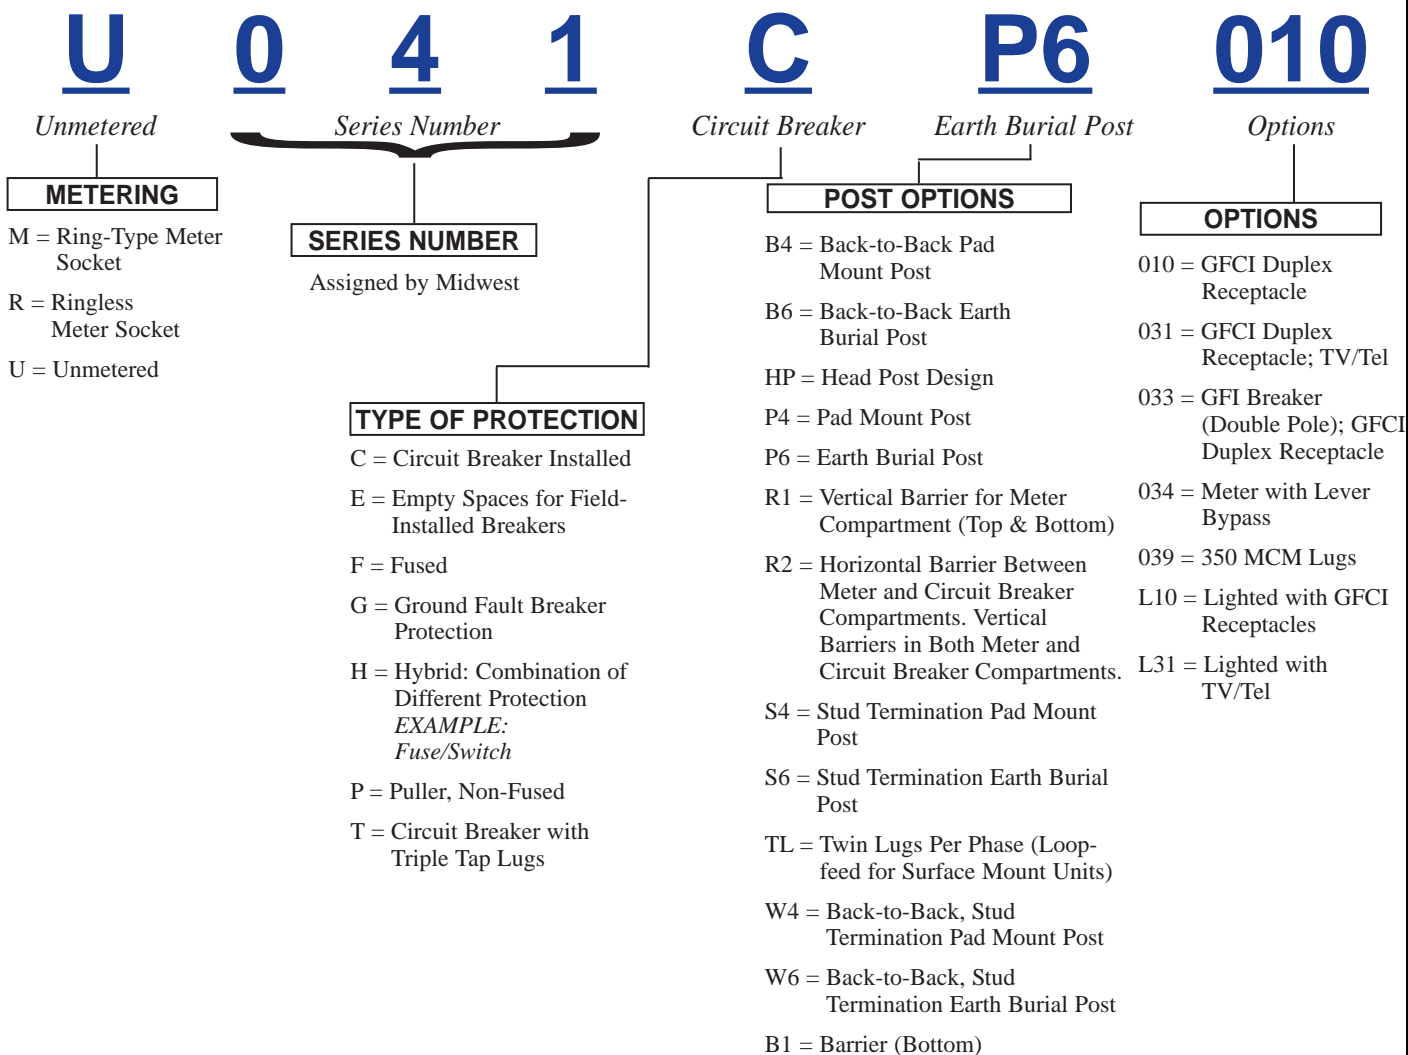 U 0 4 1 C P6 010
Unmetered Series Number Circuit Breaker Earth Burial Post Options
METERING
M = Ring-Type Meter
Socket
R = Ringless
Meter Socket
U = Unmetered
SERIES NUMBER
Assigned by Midwest
TYPE OF PROTECTION
C = Circuit Breaker Installed
E = Empty Spaces for Field-
Installed Breakers
F = Fused
G = Ground Fault Breaker
Protection
H = Hybrid: Combination of
Different Protection
EXAMPLE:
Fuse/Switch
P = Puller, Non-Fused
T = Circuit Breaker with
Triple Tap Lugs
POST OPTIONS
B4 = Back-to-Back Pad
Mount Post
B6 = Back-to-Back Earth
Burial Post
HP = Head Post Design
P4 = Pad Mount Post
P6 = Earth Burial Post
R1 = Vertical Barrier for Meter
Compartment (Top & Bottom)
R2 = Horizontal Barrier Between
Meter and Circuit Breaker
Compartments. Vertical
Barriers in Both Meter and
Circuit Breaker Compartments.
S4 = Stud Termination Pad Mount
Post
S6 = Stud Termination Earth Burial
Post
TL = Twin Lugs Per Phase (Loop-
feed for Surface Mount Units)
W4 = Back-to-Back, Stud
Termination Pad Mount Post
W6 = Back-to-Back, Stud
Termination Earth Burial Post
B1 = Barrier (Bottom)
OPTIONS
010 = GFCI Duplex
Receptacle
031 = GFCI Duplex
Receptacle; TV/Tel
033 = GFI Breaker
(Double Pole); GFCI
Duplex Receptacle
034 = Meter with Lever
Bypass
039 = 350 MCM Lugs
L10 = Lighted with GFCI
Receptacles
L31 = Lighted with
TV/Tel